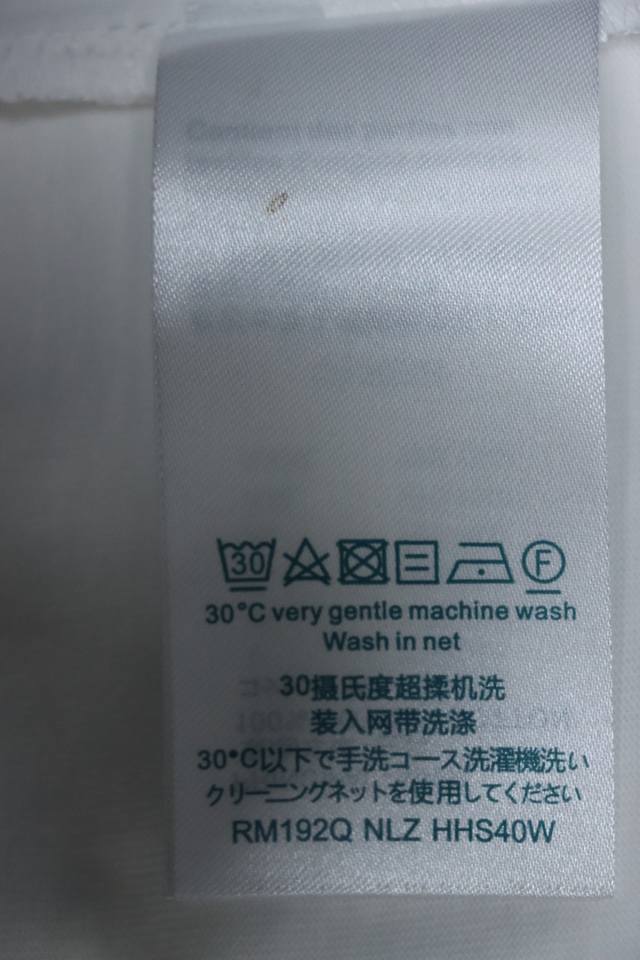 30 F
30°C very gentle machine wash
Wash in net
30摄氏度超揉机洗
装入网带洗涤
30°C以下で手洗コース洗濯機洗い
クリーニングネットを使用してください
RM192Q NLZ HHS40W